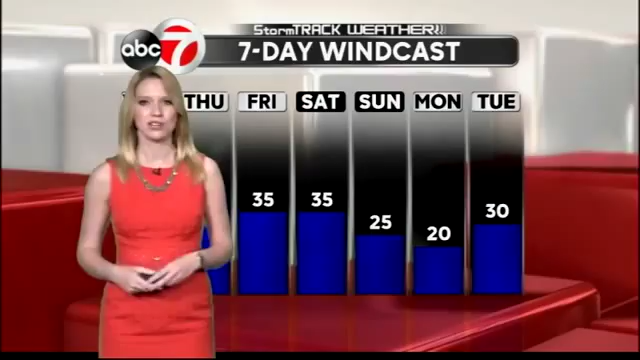 StormTRACK WEATHER
abc 7
7-DAY WINDCAST
THU FRI SAT SUN MON TUE
35 35 25 20 30